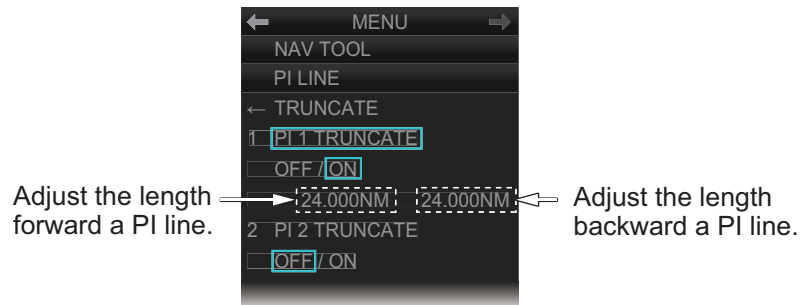 ← MENU →
NAV TOOL
PI LINE
← TRUNCATE
1 PI 1 TRUNCATE
OFF / ON
24.000NM 24.000NM
Adjust the length
forward a PI line.
Adjust the length
backward a PI line.
2 PI 2 TRUNCATE
OFF / ON